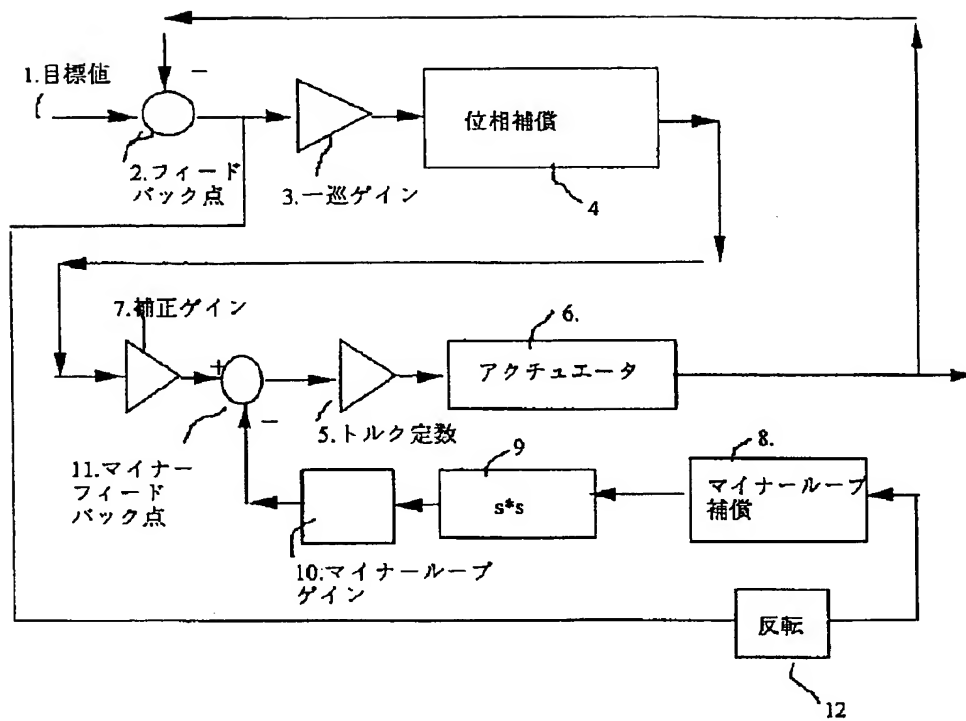 −
1.目標値
2.フィード
バック点
3.一巡ゲイン
位相補償
4
7.補正ゲイン
+
−
11.マイナー
フィード
バック点
5.トルク定数
6.
アクチュエータ
9
s*s
8.
マイナーループ
補償
10.マイナーループ
ゲイン
反転
12